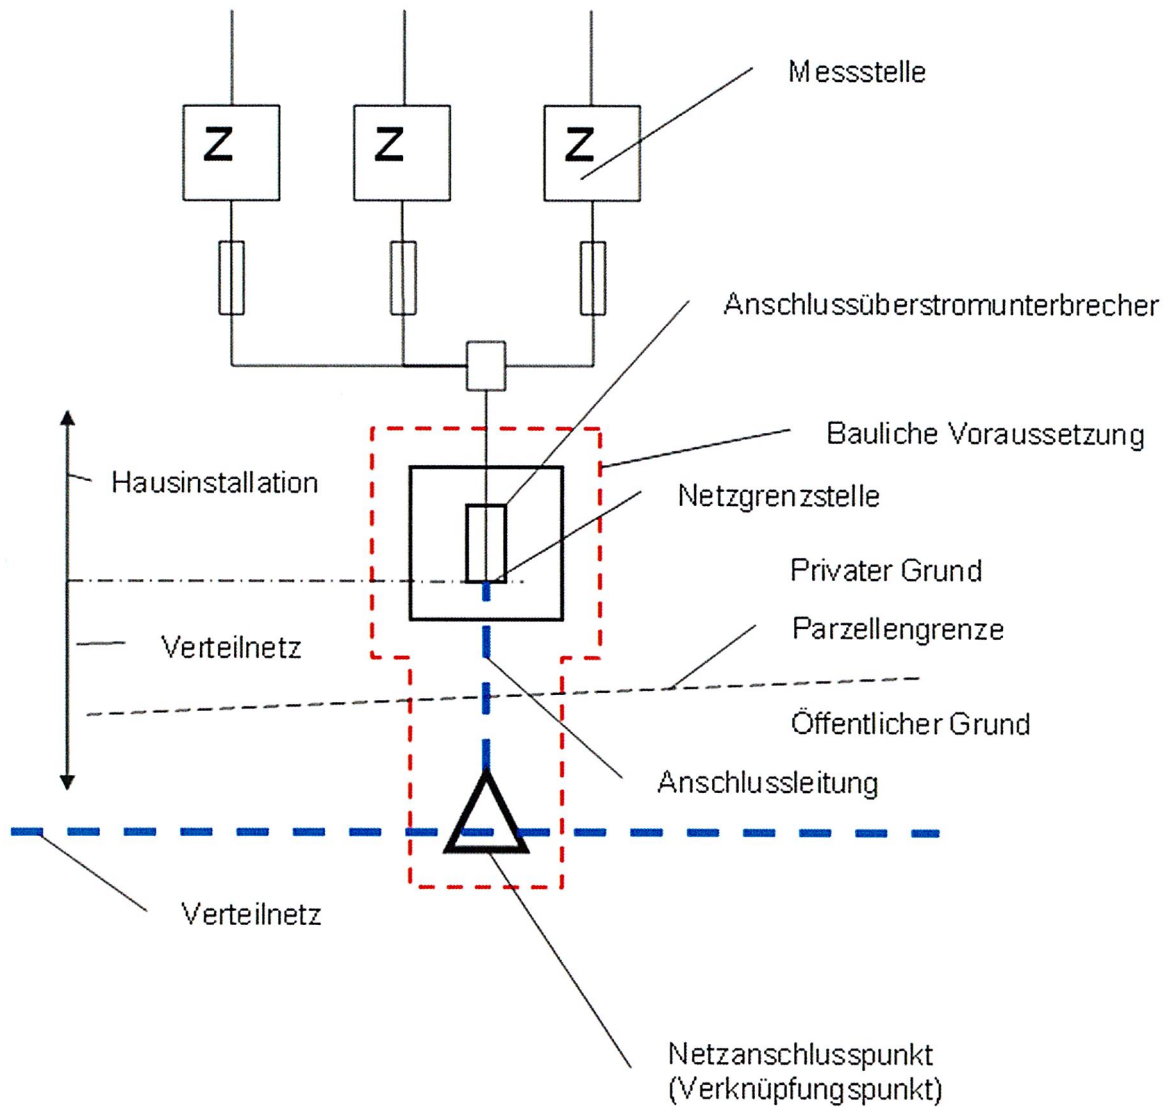 Messstelle
Z Z Z
Anschlussüberstromunterbrecher
Bauliche Voraussetzung
Hausinstallation
Netzgrenzstelle
Privater Grund
Parzellengrenze
Verteilnetz
Öffentlicher Grund
Anschlussleitung
Verteilnetz
Netzanschlusspunkt
(Verknüpfungspunkt)